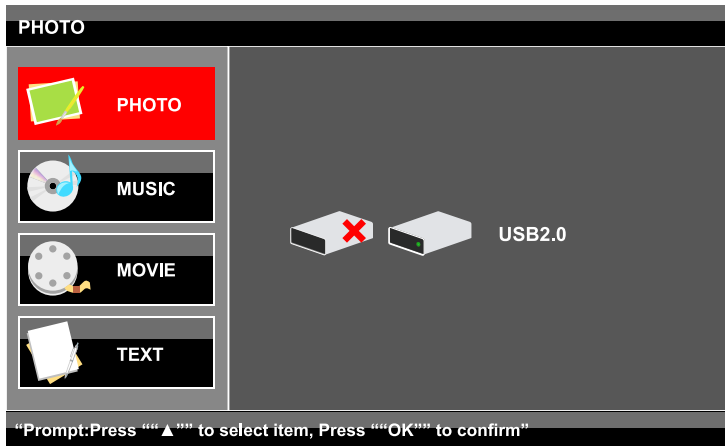 PHOTO
PHOTO
MUSIC
MOVIE
TEXT
USB2.0
“Prompt:Press ““▲”” to select item, Press ““OK”” to confirm”